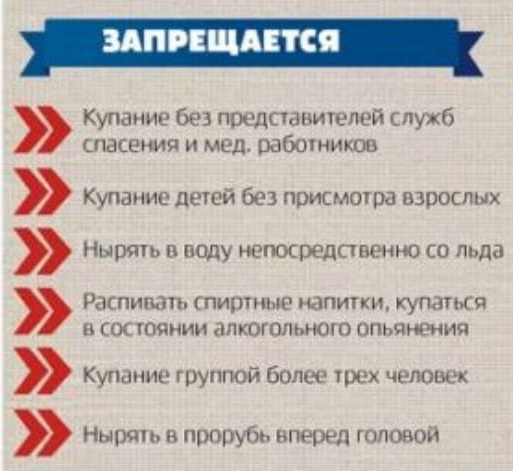 ЗАПРЕЩАЕТСЯ
Купание без представителей служб
спасения и мед. работников
Купание детей без присмотра взрослых
Нырять в воду непосредственно со льда
Распивать спиртные напитки, купаться
в состоянии алкогольного опьянения
Купание группой более трех человек
Нырять в прорубь вперед головой